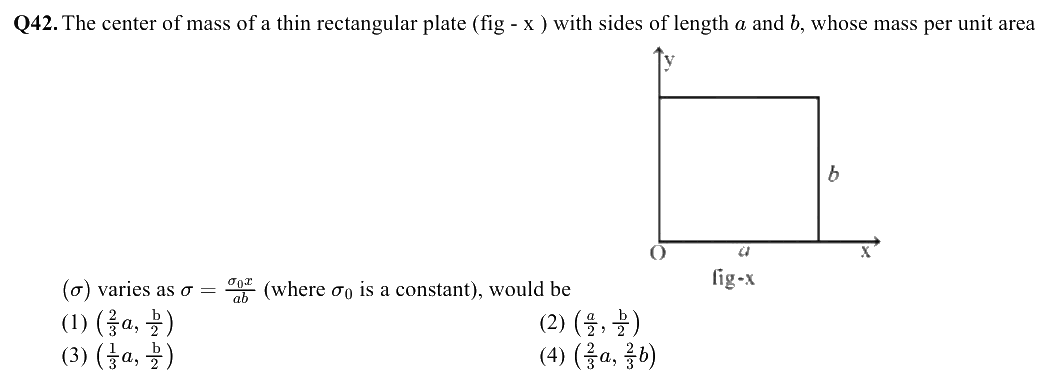 Q42. The center of mass of a thin rectangular plate (fig - x ) with sides of length a and b, whose mass per unit area
y
b
O a x
fig-x
(σ) varies as σ = σ₀x/ab (where σ₀ is a constant), would be
(1) (2/3 a, b/2) (2) (a/2, b/2)
(3) (1/3 a, b/2) (4) (2/3 a, 2/3 b)